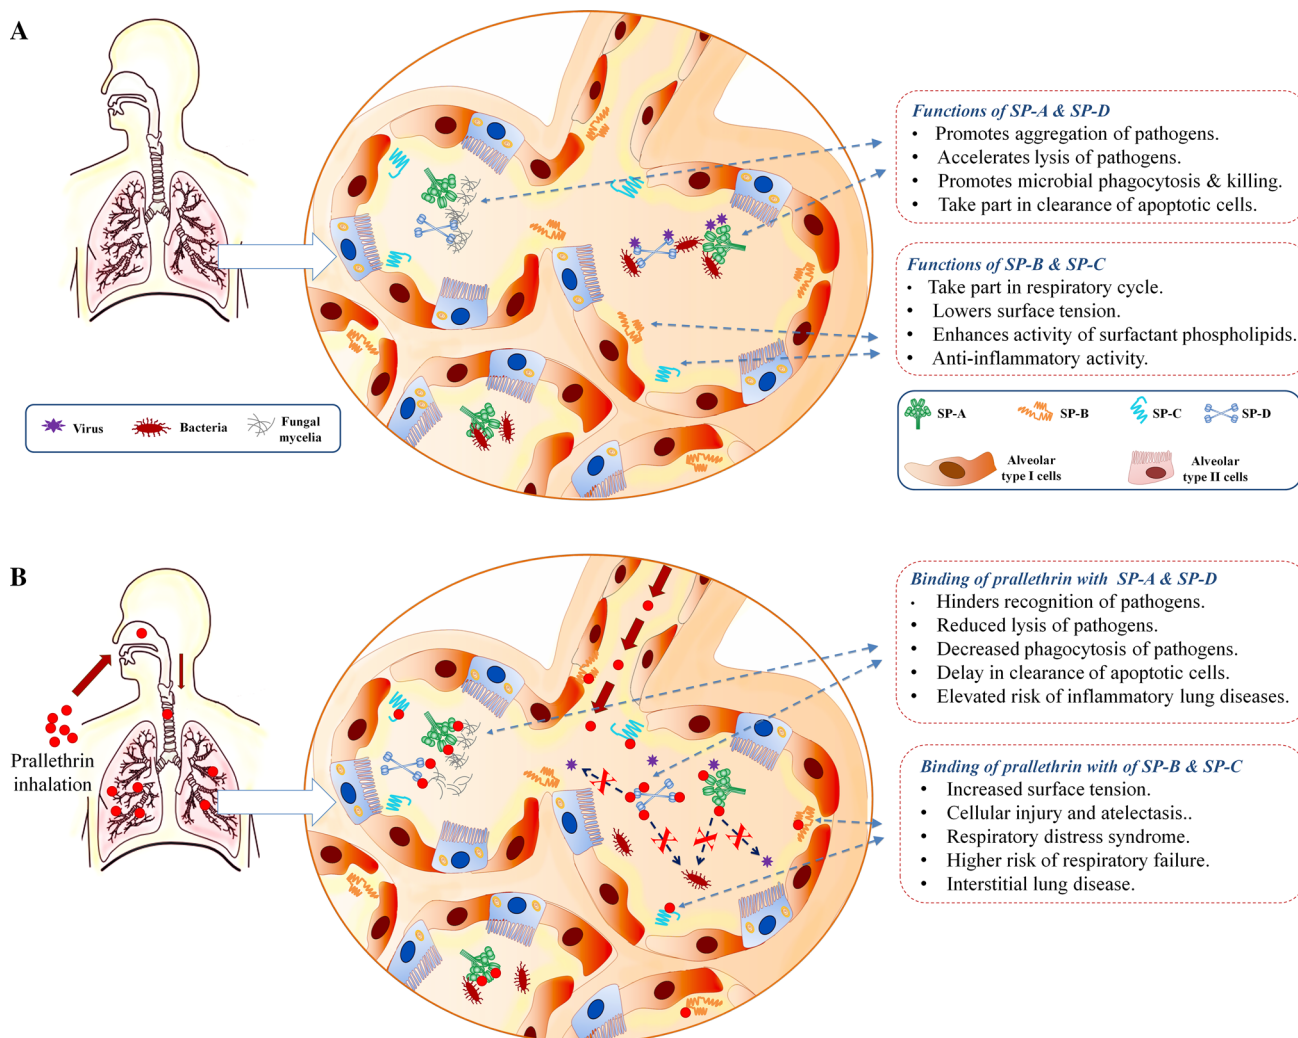 A
Functions of SP-A & SP-D
• Promotes aggregation of pathogens.
• Accelerates lysis of pathogens.
• Promotes microbial phagocytosis & killing.
• Take part in clearance of apoptotic cells.
Functions of SP-B & SP-C
• Take part in respiratory cycle.
• Lowers surface tension.
• Enhances activity of surfactant phospholipids.
• Anti-inflammatory activity.
Virus
Bacteria
Fungal
mycelia
SP-A
SP-B
SP-C
SP-D
Alveolar
type I cells
Alveolar
type II cells
B
Prallethrin
inhalation
Binding of prallethrin with SP-A & SP-D
• Hinders recognition of pathogens.
• Reduced lysis of pathogens.
• Decreased phagocytosis of pathogens.
• Delay in clearance of apoptotic cells.
• Elevated risk of inflammatory lung diseases.
Binding of prallethrin with of SP-B & SP-C
• Increased surface tension.
• Cellular injury and atelectasis..
• Respiratory distress syndrome.
• Higher risk of respiratory failure.
• Interstitial lung disease.